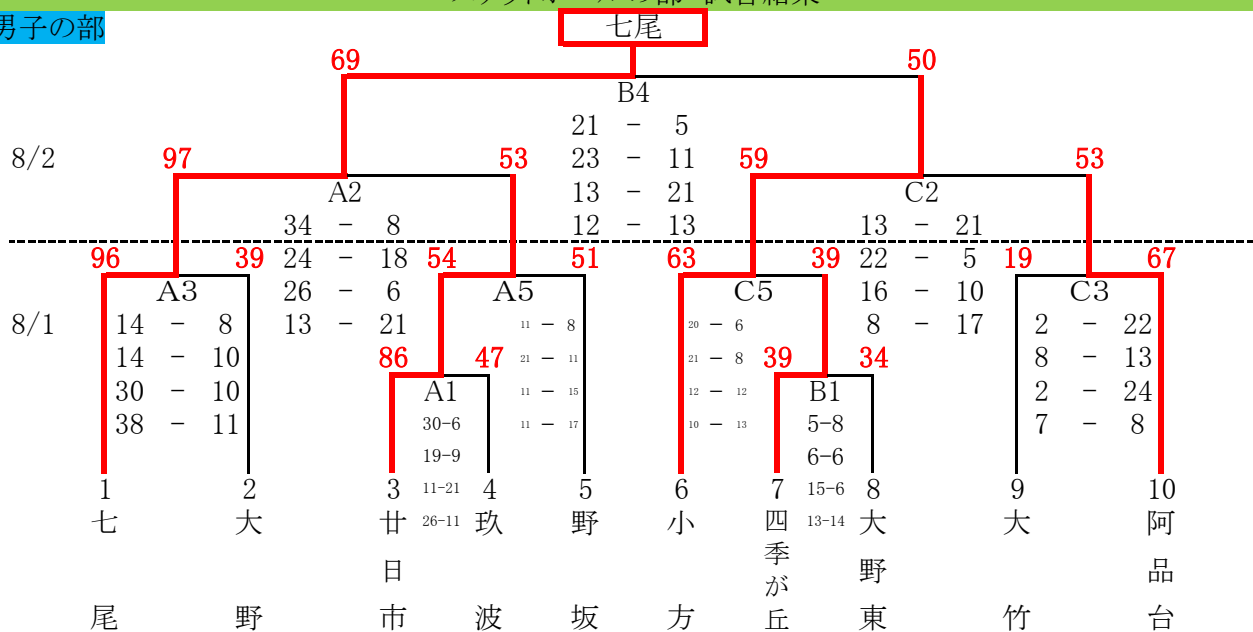 男子の部
七尾
69 50
B4
21 － 5
8/2 97 53 23 － 11 59 53
A2 13 － 21 C2
34 － 8 12 － 13 13 － 21
96 39 24 － 18 54 51 63 39 22 － 5 19 67
A3 26 － 6 A5 C5 16 － 10 C3
8/1 14 － 8 13 － 21 11 － 8 20 － 6 8 － 17 2 － 22
14 － 10 86 47 21 － 11 21 － 8 39 34 8 － 13
30 － 10 A1 11 － 15 12 － 12 B1 2 － 24
38 － 11 30-6 11 － 17 10 － 13 5-8 7 － 8
19-9 6-6
1 2 3 11-21 4 5 6 7 15-6 8 9 10
26-11 13-14
七尾 大野 廿日市 玖波 野坂 小方 四季が丘 大野東 大竹 阿品台